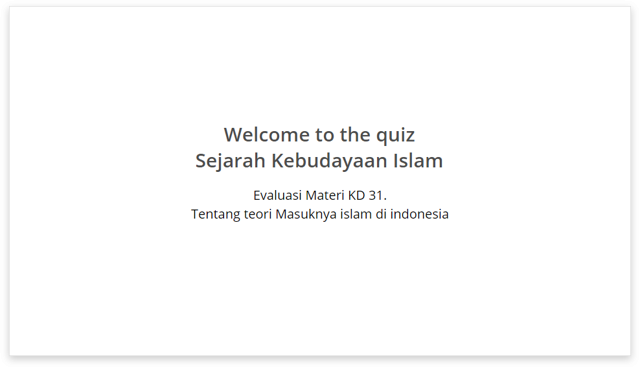 Welcome to the quiz
Sejarah Kebudayaan Islam
Evaluasi Materi KD 31.
Tentang teori Masuknya islam di indonesia